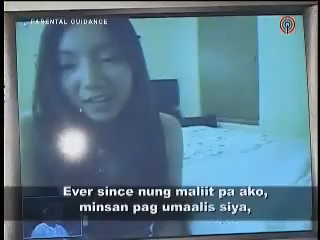 PARENTAL GUIDANCE
Ever since nung maliit pa ako,
minsan pag umaalis siya,